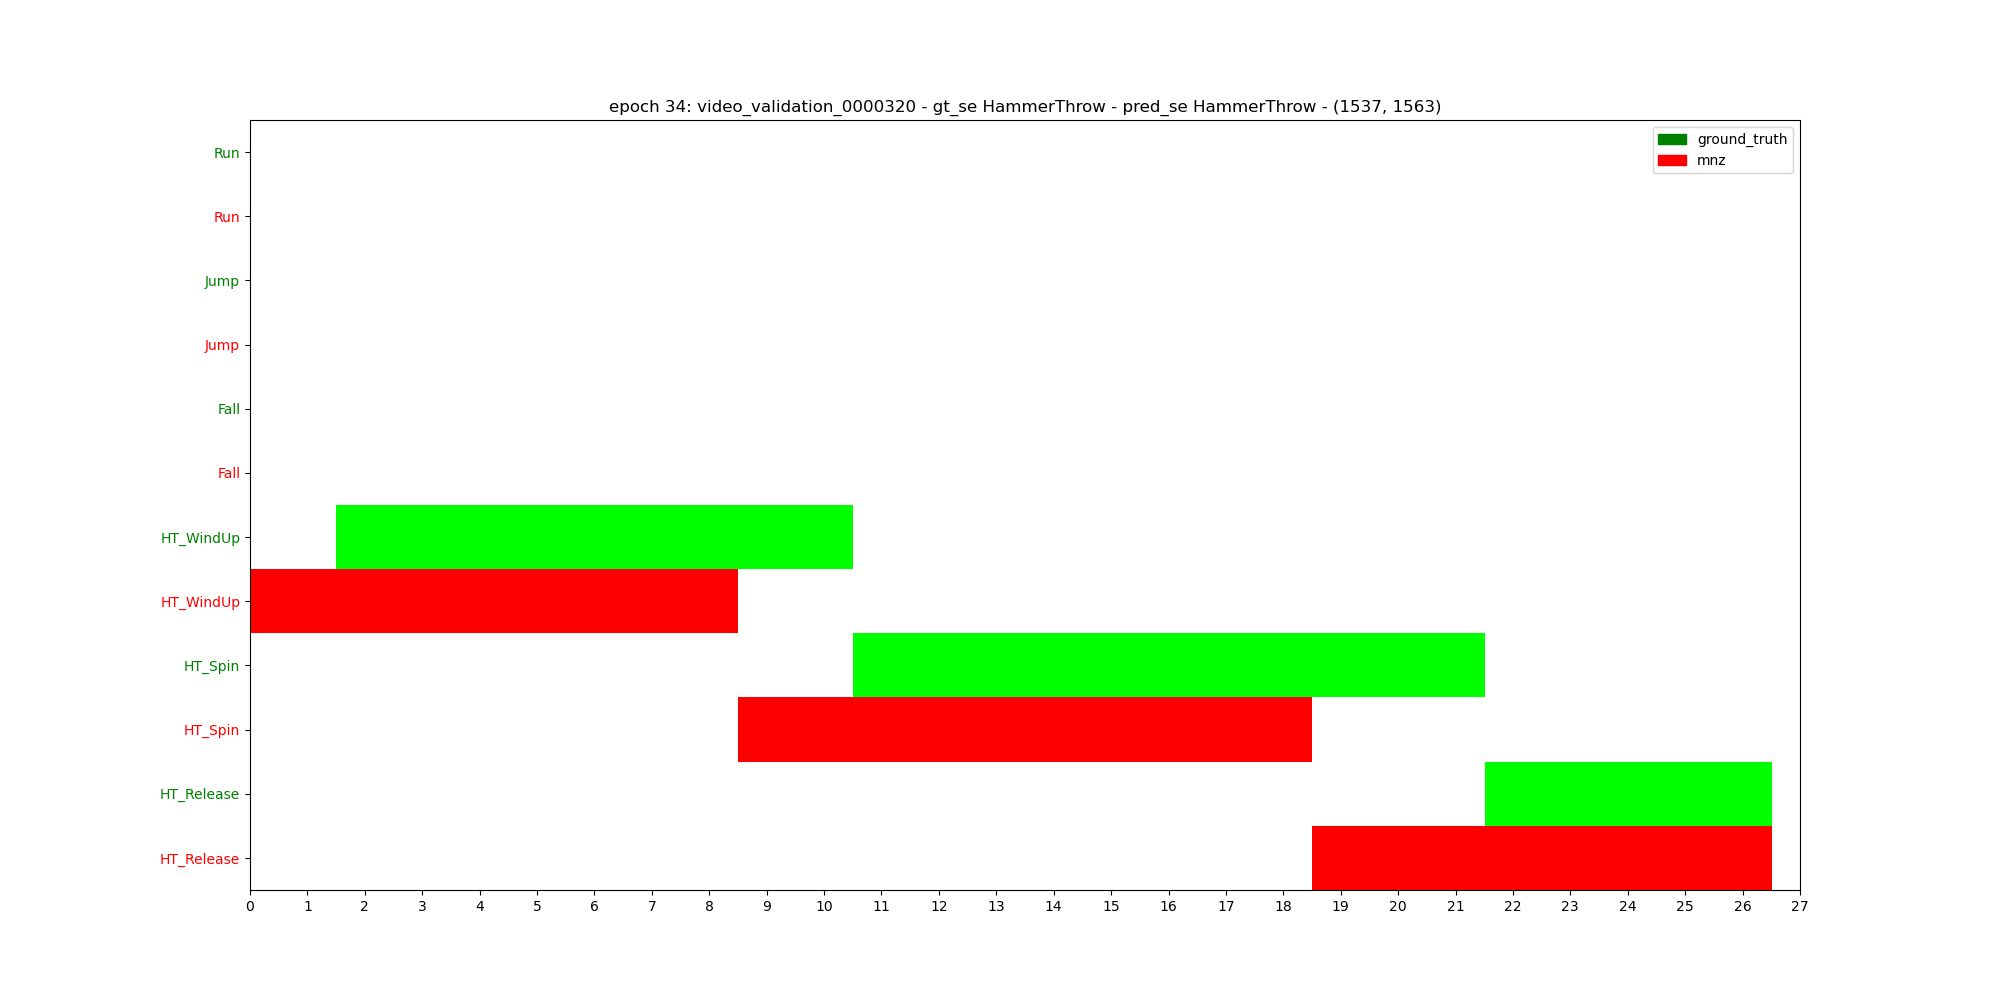 epoch 34: video_validation_0000320 - gt_se HammerThrow - pred_se HammerThrow - (1537, 1563)
ground_truth
mnz
Run
Run
Jump
Jump
Fall
Fall
HT_WindUp
HT_WindUp
HT_Spin
HT_Spin
HT_Release
HT_Release
0 1 2 3 4 5 6 7 8 9 10 11 12 13 14 15 16 17 18 19 20 21 22 23 24 25 26 27